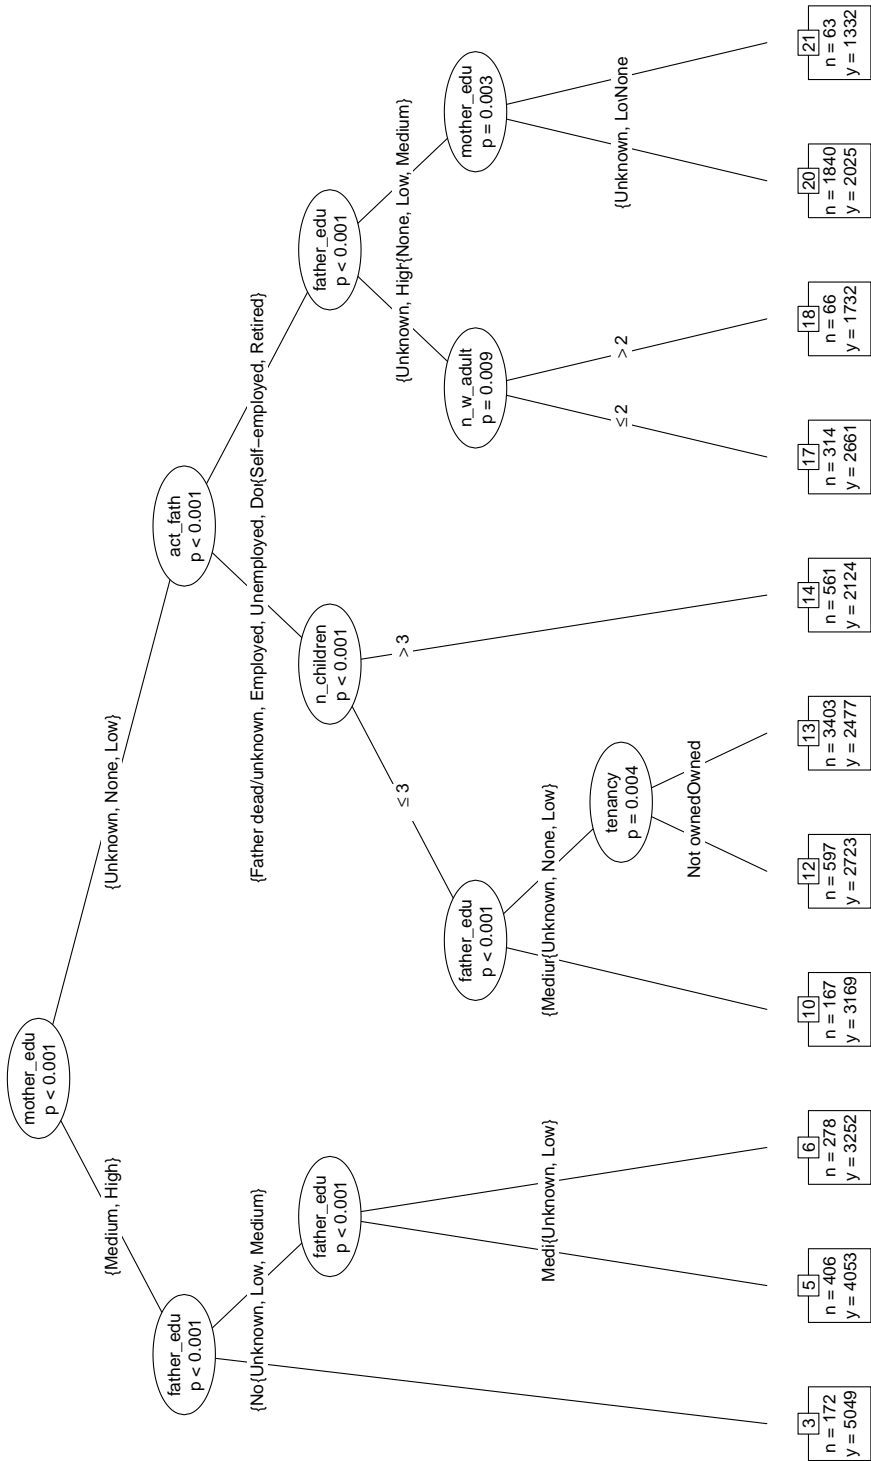 mother_edu
p < 0.001
{Medium, High}
{Unknown, None, Low}
father_edu
p < 0.001
{No{Unknown, Low, Medium}
father_edu
p < 0.001
Medi{Unknown, Low}
act_fath
p < 0.001
{Father dead/unknown, Employed, Unemployed, Do{Self-employed, Retired}
n_children
p < 0.001
≤ 3
> 3
father_edu
p < 0.001
{Mediur{Unknown, None, Low}
tenancy
p = 0.004
Not ownedOwned
father_edu
p < 0.001
{Unknown, High{None, Low, Medium}
n_w_adult
p = 0.009
≤ 2
> 2
mother_edu
p = 0.003
{Unknown, LowNone
3
n = 172
y = 5049
5
n = 406
y = 4053
6
n = 278
y = 3252
10
n = 167
y = 3169
12
n = 597
y = 2723
13
n = 3403
y = 2477
14
n = 561
y = 2124
17
n = 314
y = 2661
18
n = 66
y = 1732
20
n = 1840
y = 2025
21
n = 63
y = 1332